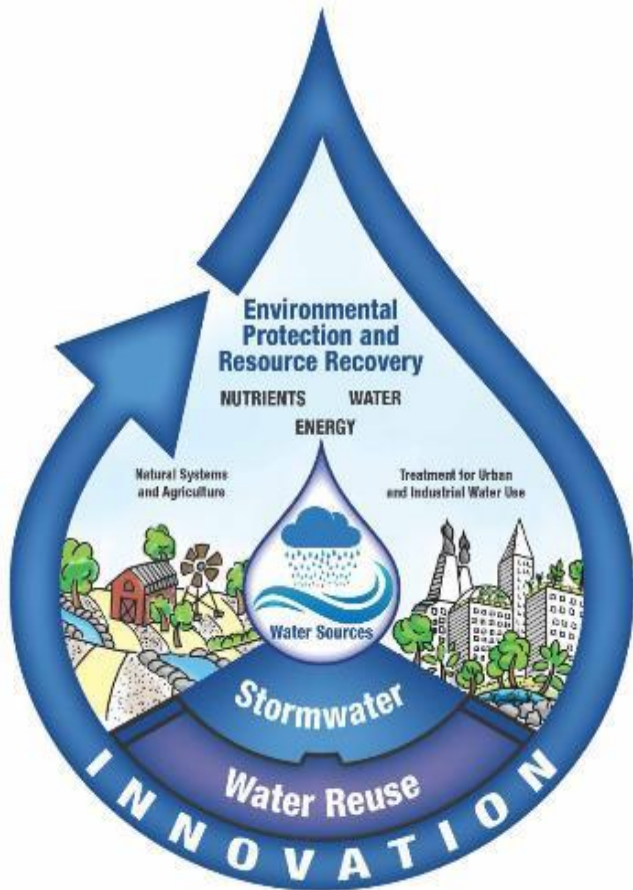 Environmental
Protection and
Resource Recovery
NUTRIENTS WATER
ENERGY
Natural Systems
and Agriculture
Treatment for Urban
and Industrial Water Use
Water Sources
Stormwater
Water Reuse
INNOVATION